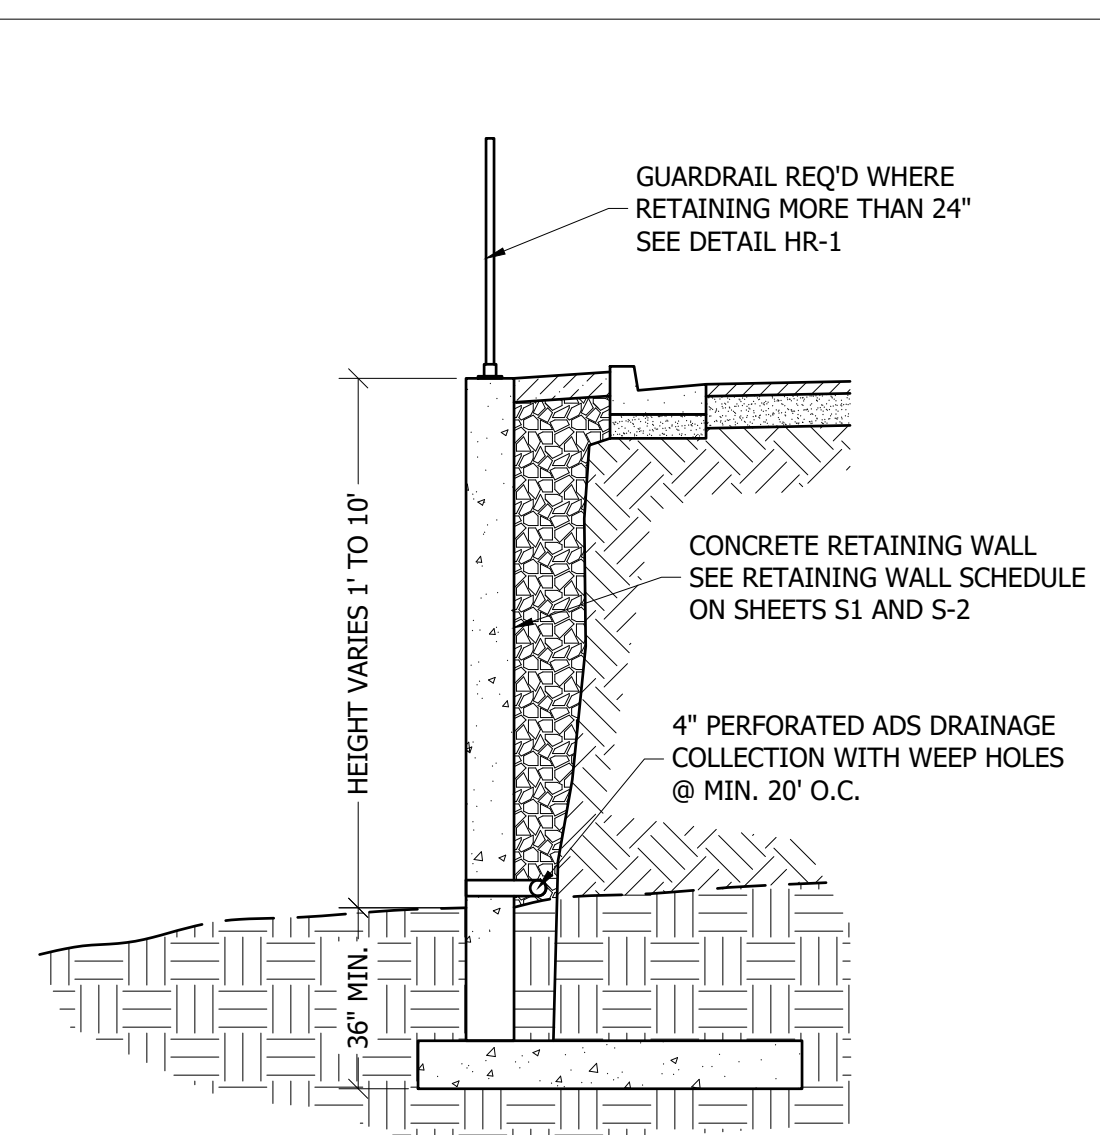 GUARDRAIL REQ'D WHERE
RETAINING MORE THAN 24"
SEE DETAIL HR-1
HEIGHT VARIES 1' TO 10'
CONCRETE RETAINING WALL
SEE RETAINING WALL SCHEDULE
ON SHEETS S1 AND S-2
4" PERFORATED ADS DRAINAGE
COLLECTION WITH WEEP HOLES
@ MIN. 20' O.C.
36" MIN.